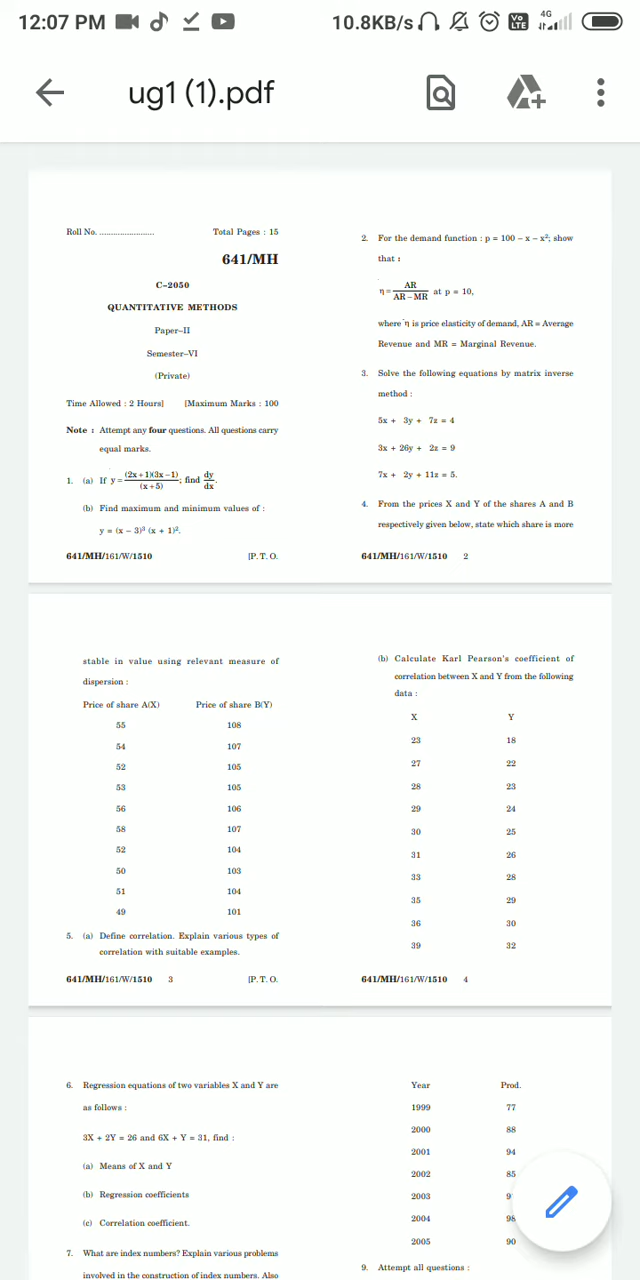 12:07 PM
10.8KB/s
Vo LTE
4G
ug1 (1).pdf
Roll No. ........................ Total Pages : 15
641/MH
C–2050
QUANTITATIVE METHODS
Paper–II
Semester–VI
(Private)
Time Allowed : 2 Hours] [Maximum Marks : 100
Note : Attempt any four questions. All questions carry
equal marks.
1. (a) If y = (2x + 1)(3x – 1) / (x + 5); find dy/dx.
(b) Find maximum and minimum values of :
y = (x – 3)³ (x + 1)².
641/MH/161/W/1510 [P. T. O.
2. For the demand function : p = 100 – x – x²; show
that :
η = AR / AR – MR at p = 10,
where η is price elasticity of demand, AR = Average
Revenue and MR = Marginal Revenue.
3. Solve the following equations by matrix inverse
method :
5x + 3y + 7z = 4
3x + 26y + 2z = 9
7x + 2y + 11z = 5.
4. From the prices X and Y of the shares A and B
respectively given below, state which share is more
641/MH/161/W/1510 2
stable in value using relevant measure of
dispersion :
Price of share A(X) Price of share B(Y)
55 108
54 107
52 105
53 105
56 106
58 107
52 104
50 103
51 104
49 101
5. (a) Define correlation. Explain various types of
correlation with suitable examples.
641/MH/161/W/1510 3 [P. T. O.
(b) Calculate Karl Pearson's coefficient of
correlation between X and Y from the following
data :
X Y
23 18
27 22
28 23
29 24
30 25
31 26
33 28
35 29
36 30
39 32
641/MH/161/W/1510 4
6. Regression equations of two variables X and Y are
as follows :
3X + 2Y = 26 and 6X + Y = 31, find :
(a) Means of X and Y
(b) Regression coefficients
(c) Correlation coefficient.
7. What are index numbers? Explain various problems
involved in the construction of index numbers. Also
Year Prod.
1999 77
2000 88
2001 94
2002 85
2003 9
2004 98
2005 90
9. Attempt all questions :